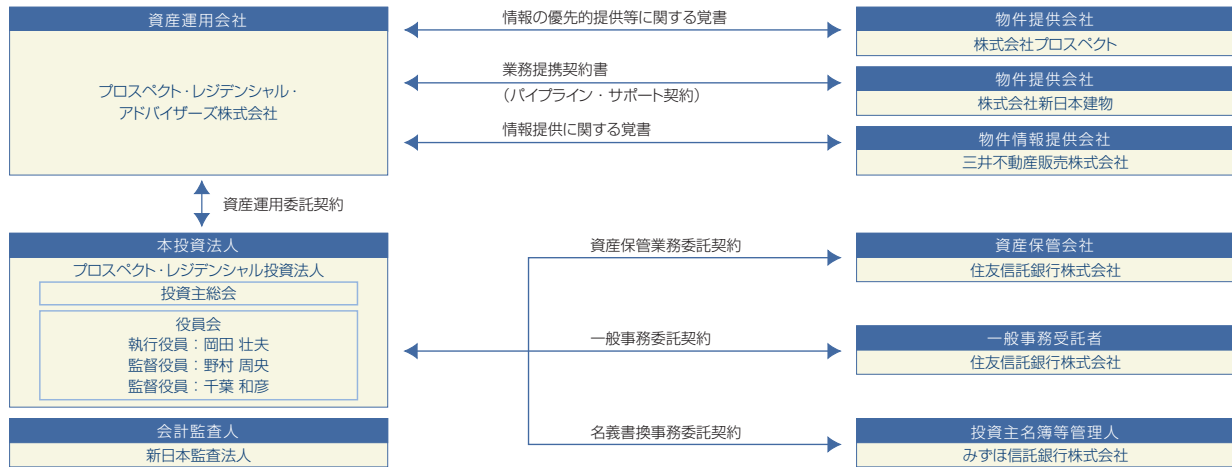 資産運用会社
プロスペクト・レジデンシャル・
アドバイザーズ株式会社
情報の優先的提供等に関する覚書
業務提携契約書
(パイプライン・サポート契約)
情報提供に関する覚書
物件提供会社
株式会社プロスペクト
物件提供会社
株式会社新日本建物
物件情報提供会社
三井不動産販売株式会社
資産運用委託契約
本投資法人
プロスペクト・レジデンシャル投資法人
投資主総会
役員会
執行役員:岡田 壮夫
監督役員:野村 周央
監督役員:千葉 和彦
会計監査人
新日本監査法人
資産保管業務委託契約
一般事務委託契約
名義書換事務委託契約
資産保管会社
住友信託銀行株式会社
一般事務受託者
住友信託銀行株式会社
投資主名簿等管理人
みずほ信託銀行株式会社